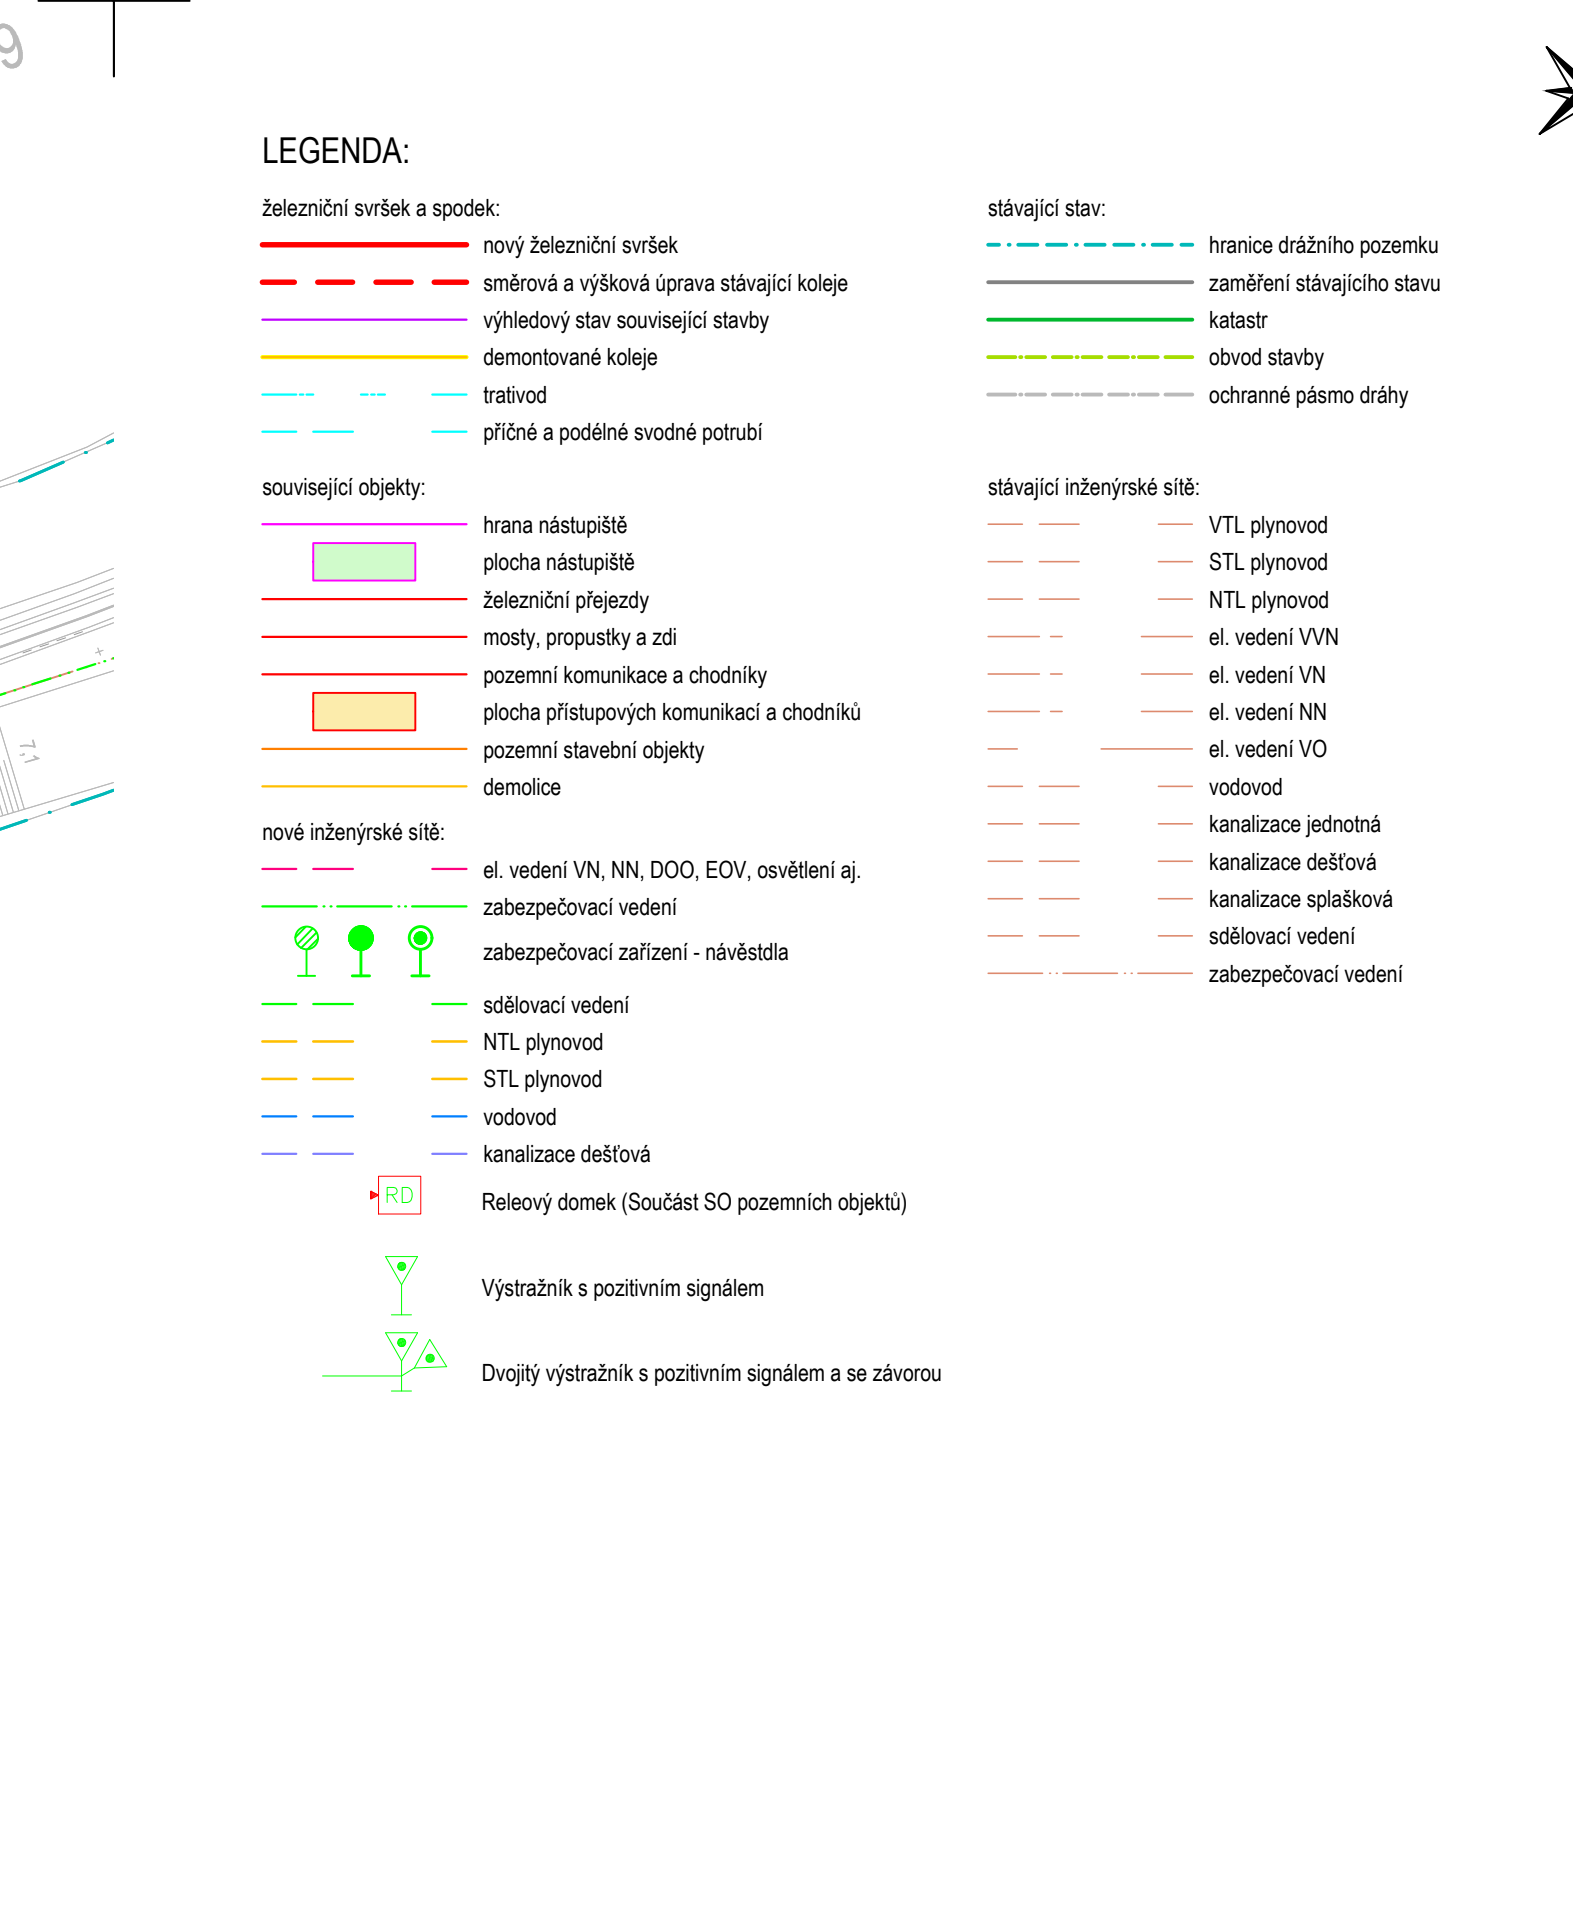 9
LEGENDA:
železniční svršek a spodek:
nový železniční svršek
směrová a výšková úprava stávající koleje
výhledový stav související stavby
demontované koleje
trativod
příčné a podélné svodné potrubí
související objekty:
hrana nástupiště
plocha nástupiště
železniční přejezdy
mosty, propustky a zdi
pozemní komunikace a chodníky
plocha přístupových komunikací a chodníků
pozemní stavební objekty
demolice
nové inženýrské sítě:
el. vedení VN, NN, DOO, EOV, osvětlení aj.
zabezpečovací vedení
zabezpečovací zařízení - návěstdla
sdělovací vedení
NTL plynovod
STL plynovod
vodovod
kanalizace dešťová
RD
Releový domek (Součást SO pozemních objektů)
Výstražník s pozitivním signálem
Dvojitý výstražník s pozitivním signálem a se závorou
stávající stav:
hranice drážního pozemku
zaměření stávajícího stavu
katastr
obvod stavby
ochranné pásmo dráhy
stávající inženýrské sítě:
VTL plynovod
STL plynovod
NTL plynovod
el. vedení VVN
el. vedení VN
el. vedení NN
el. vedení VO
vodovod
kanalizace jednotná
kanalizace dešťová
kanalizace splašková
sdělovací vedení
zabezpečovací vedení
7,1